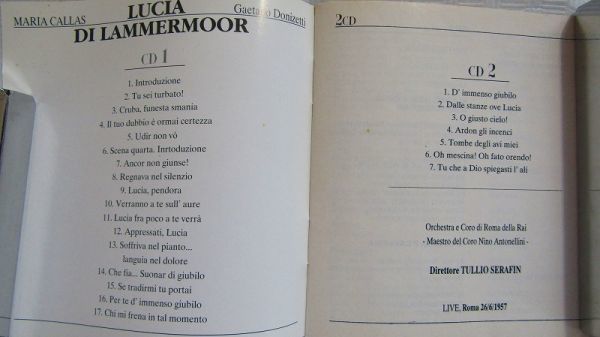 MARIA CALLAS
LUCIA
DI LAMMERMOOR
Gaetano Donizetti
CD 1
1. Introduzione
2. Tu sei turbato!
3. Cruba, funesta smania
4. Il tuo dubbio è ormai certezza
5. Udir non vó
6. Scena quarta. Inrtoduzione
7. Ancor non giunse!
8. Regnava nel silenzio
9. Lucia, pendora
10. Verranno a te sull' aure
11. Lucia fra poco a te verrà
12. Appressati, Lucia
13. Soffriva nel pianto...
languia nel dolore
14. Che fia... Suonar di giubilo
15. Se tradirmi tu portai
16. Per te d' immenso giubilo
17. Chi mi frena in tal momento
2CD
CD 2
1. D' immenso giubilo
2. Dalle stanze ove Lucia
3. O giusto cielo!
4. Ardon gli incenci
5. Tombe degli avi miei
6. Oh mescina! Oh fato orendo!
7. Tu che a Dio spiegasti l' ali
Orchestra e Coro di Roma della Rai
- Maestro del Coro Nino Antonellini -
Direttore TULLIO SERAFIN
LIVE, Roma 26/6/1957